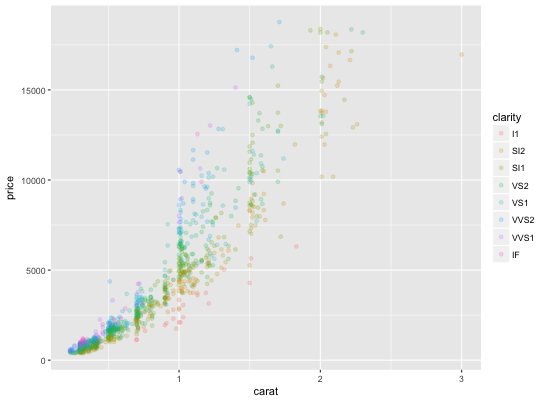 15000
10000
5000
0
price
1
2
3
carat
clarity
I1
SI2
SI1
VS2
VS1
VVS2
VVS1
IF